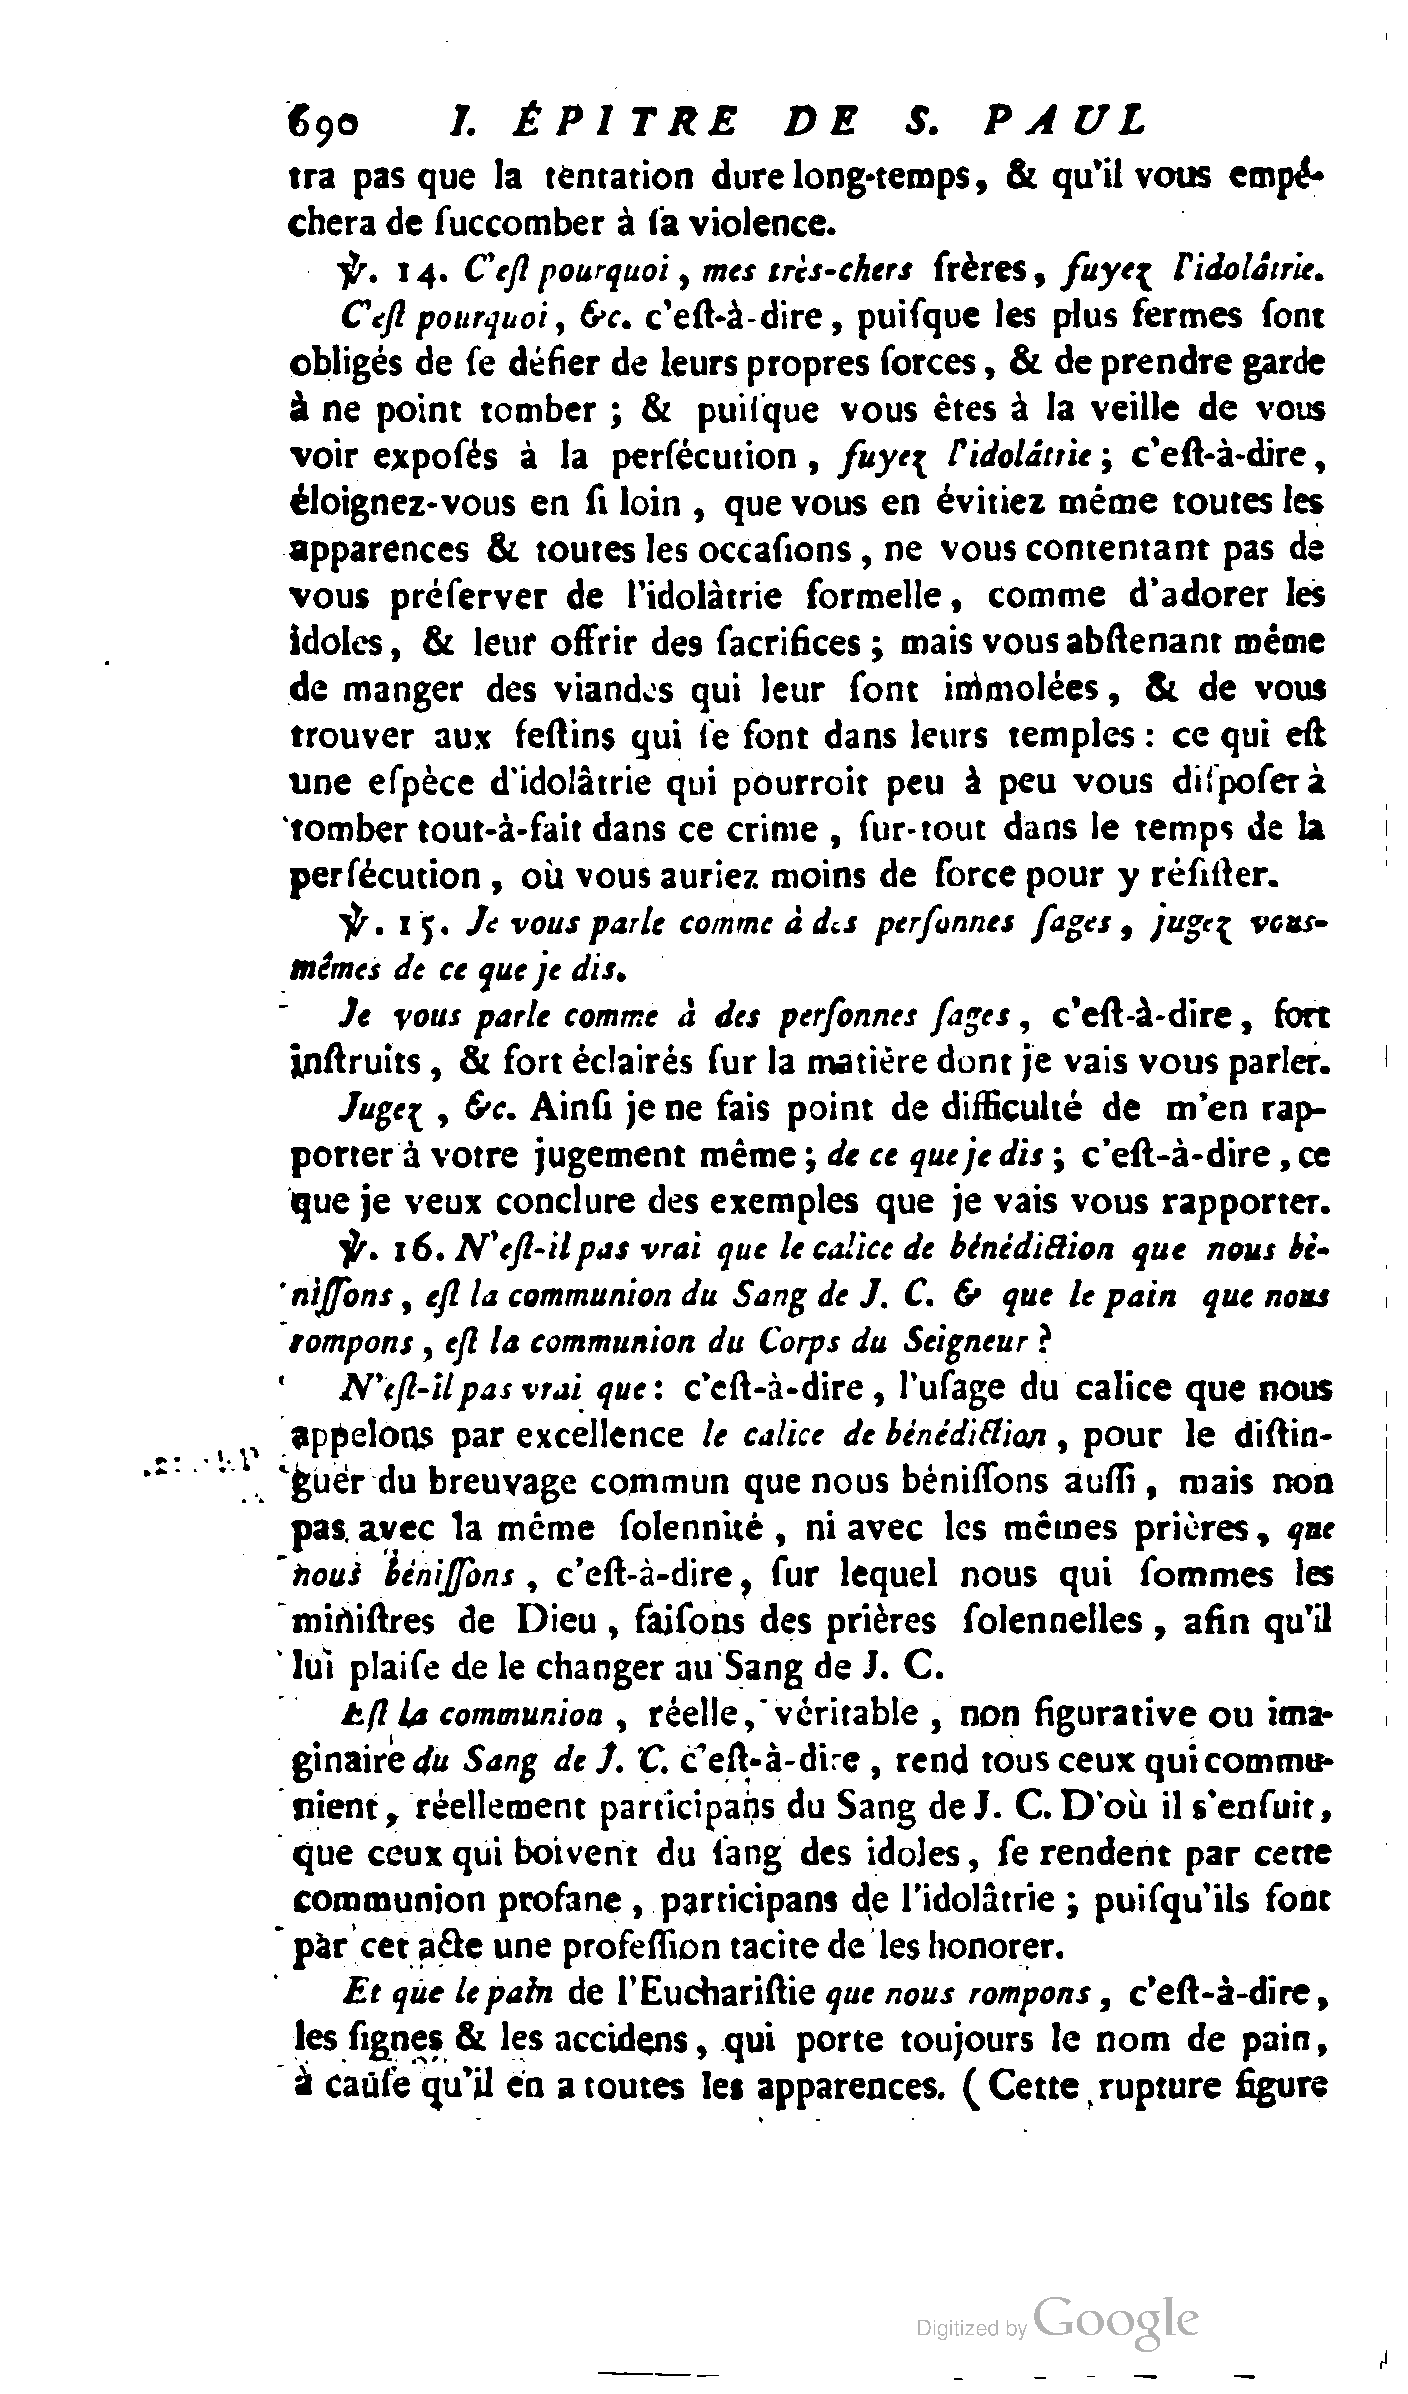 690 I. ÉPITRE DE S. PAUL
tra pas que la tentation dure long-temps, & qu'il vous empê-
chera de ſuccomber à ſa violence.
℣. 14. C'eſt pourquoi, mes très-chers frères, fuyez l'idolâtrie.
C'eſt pourquoi, &c. c'eſt-à-dire, puiſque les plus fermes ſont
obligés de ſe défier de leurs propres forces, & de prendre garde
à ne point tomber ; & puiſque vous êtes à la veille de vous
voir expoſés à la perſécution, fuyez l'idolâtrie ; c'eſt-à-dire,
éloignez-vous en ſi loin, que vous en évitiez même toutes les
apparences & toutes les occaſions, ne vous contentant pas de
vous préſerver de l'idolâtrie formelle, comme d'adorer les
idoles, & leur offrir des ſacrifices ; mais vous abſtenant même
de manger des viandes qui leur ſont immolées, & de vous
trouver aux feſtins qui ſe font dans leurs temples : ce qui eſt
une eſpèce d'idolâtrie qui pourroit peu à peu vous diſpoſer à
tomber tout-à-fait dans ce crime, ſur-tout dans le temps de la
perſécution, où vous auriez moins de force pour y réſiſter.
℣. 15. Je vous parle comme à des perſonnes ſages, jugez vous-
mêmes de ce que je dis.
Je vous parle comme à des perſonnes ſages, c'eſt-à-dire, fort
inſtruits, & fort éclairés ſur la matière dont je vais vous parler.
Jugez, &c. Ainſi je ne fais point de difficulté de m'en rap-
porter à votre jugement même ; de ce que je dis ; c'eſt-à-dire, ce
que je veux conclure des exemples que je vais vous rapporter.
℣. 16. N'eſt-il pas vrai que le calice de bénédiction que nous bé-
niſſons, eſt la communion du Sang de J. C. & que le pain que nous
rompons, eſt la communion du Corps du Seigneur ?
N'eſt-il pas vrai que : c'eſt-à-dire, l'uſage du calice que nous
appelons par excellence le calice de bénédiction, pour le diſtin-
guer du breuvage commun que nous béniſſons auſſi, mais non
pas avec la même ſolennité, ni avec les mêmes prières, que
nous béniſſons, c'eſt-à-dire, ſur lequel nous qui ſommes les
miniſtres de Dieu, faiſons des prières ſolennelles, afin qu'il
lui plaiſe de le changer au Sang de J. C.
Eſt la communion, réelle, véritable, non figurative ou ima-
ginaire du Sang de J. C. c'eſt-à-dire, rend tous ceux qui commu-
nient, réellement participans du Sang de J. C. D'où il s'enſuit,
que ceux qui boivent du ſang des idoles, ſe rendent par cette
communion profane, participans de l'idolâtrie ; puiſqu'ils font
par cet acte une profeſſion tacite de les honorer.
Et que le pain de l'Euchariſtie que nous rompons, c'eſt-à-dire,
les ſignes & les accidens, qui porte toujours le nom de pain,
à cauſe qu'il en a toutes les apparences. ( Cette rupture figure
Digitized by Google